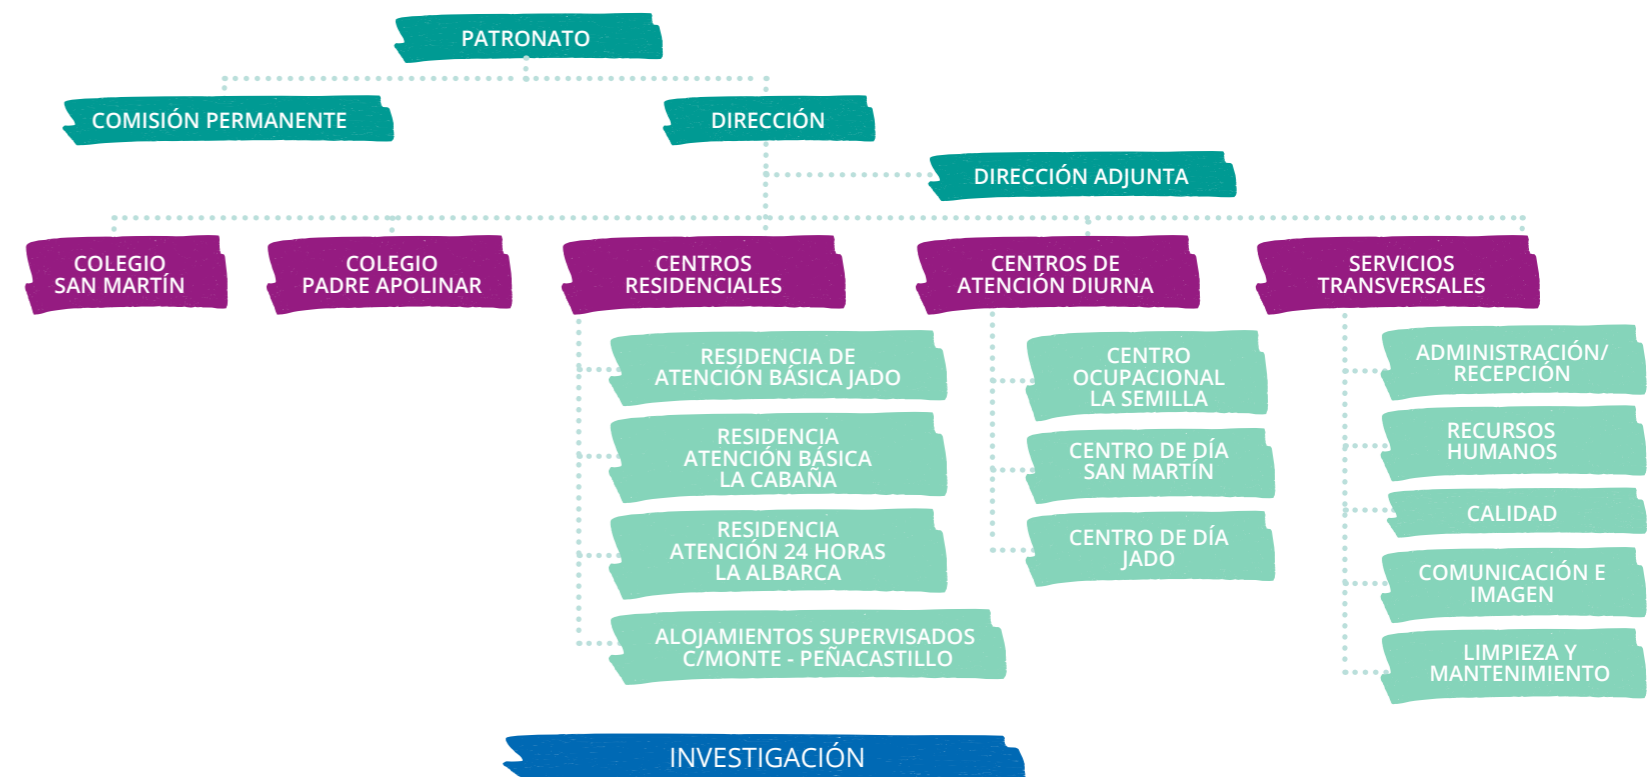 PATRONATO
COMISIÓN PERMANENTE
DIRECCIÓN
DIRECCIÓN ADJUNTA
COLEGIO
SAN MARTÍN
COLEGIO
PADRE APOLINAR
CENTROS
RESIDENCIALES
CENTROS DE
ATENCIÓN DIURNA
SERVICIOS
TRANSVERSALES
RESIDENCIA DE
ATENCIÓN BÁSICA JADO
RESIDENCIA
ATENCIÓN BÁSICA
LA CABAÑA
RESIDENCIA
ATENCIÓN 24 HORAS
LA ALBARCA
ALOJAMIENTOS SUPERVISADOS
C/MONTE - PEÑACASTILLO
CENTRO
OCUPACIONAL
LA SEMILLA
CENTRO DE DÍA
SAN MARTÍN
CENTRO DE DÍA
JADO
ADMINISTRACIÓN/
RECEPCIÓN
RECURSOS
HUMANOS
CALIDAD
COMUNICACIÓN E
IMAGEN
LIMPIEZA Y
MANTENIMIENTO
INVESTIGACIÓN